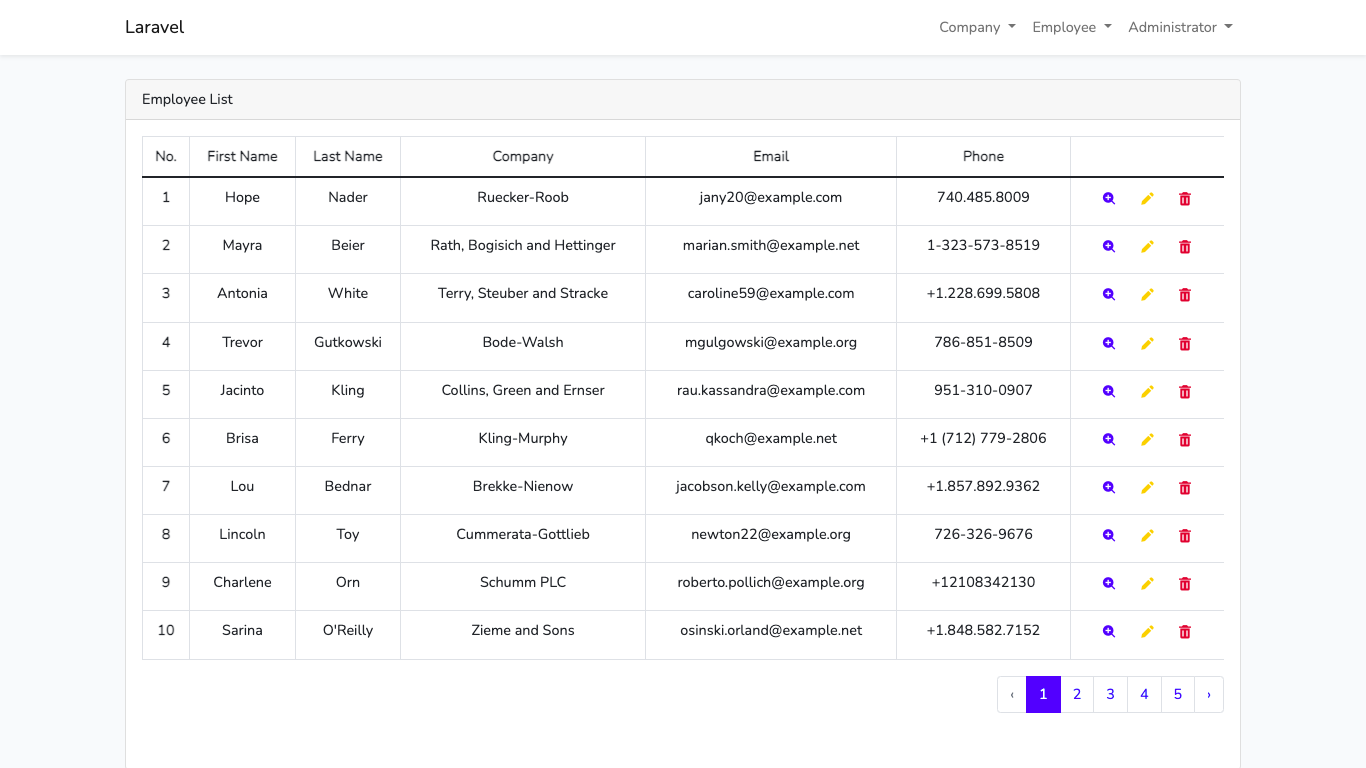 Laravel Company Employee Administrator
Employee List
No. First Name Last Name Company Email Phone
1 Hope Nader Ruecker-Roob jany20@example.com 740.485.8009
2 Mayra Beier Rath, Bogisich and Hettinger marian.smith@example.net 1-323-573-8519
3 Antonia White Terry, Steuber and Stracke caroline59@example.com +1.228.699.5808
4 Trevor Gutkowski Bode-Walsh mgulgowski@example.org 786-851-8509
5 Jacinto Kling Collins, Green and Ernser rau.kassandra@example.com 951-310-0907
6 Brisa Ferry Kling-Murphy qkoch@example.net +1 (712) 779-2806
7 Lou Bednar Brekke-Nienow jacobson.kelly@example.com +1.857.892.9362
8 Lincoln Toy Cummerata-Gottlieb newton22@example.org 726-326-9676
9 Charlene Orn Schumm PLC roberto.pollich@example.org +12108342130
10 Sarina O'Reilly Zieme and Sons osinski.orland@example.net +1.848.582.7152
‹ 1 2 3 4 5 ›